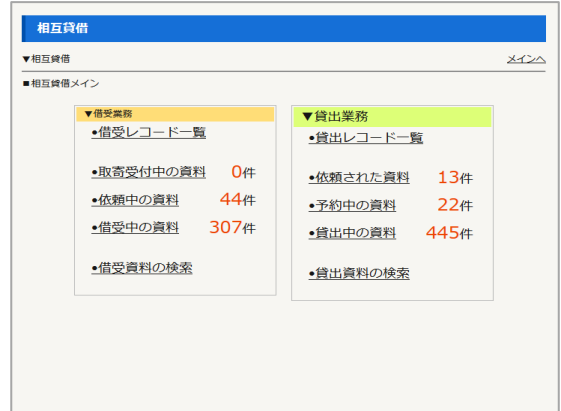 相互貸借
▼相互貸借
メインへ
■相互貸借メイン
▼借受業務
•借受レコード一覧
•取寄受付中の資料 0件
•依頼中の資料 44件
•借受中の資料 307件
•借受資料の検索
▼貸出業務
•貸出レコード一覧
•依頼された資料 13件
•予約中の資料 22件
•貸出中の資料 445件
•貸出資料の検索